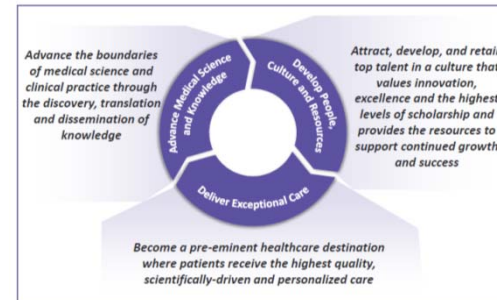 Advance the boundaries
of medical science and
clinical practice through
the discovery, translation
and dissemination of
knowledge
Advance Medical Science
and Knowledge
Develop People,
Culture and Resources
Attract, develop, and retain
top talent in a culture that
values innovation,
excellence and the highest
levels of scholarship and
provides the resources to
support continued growth
and success
Deliver Exceptional Care
Become a pre-eminent healthcare destination
where patients receive the highest quality,
scientifically-driven and personalized care